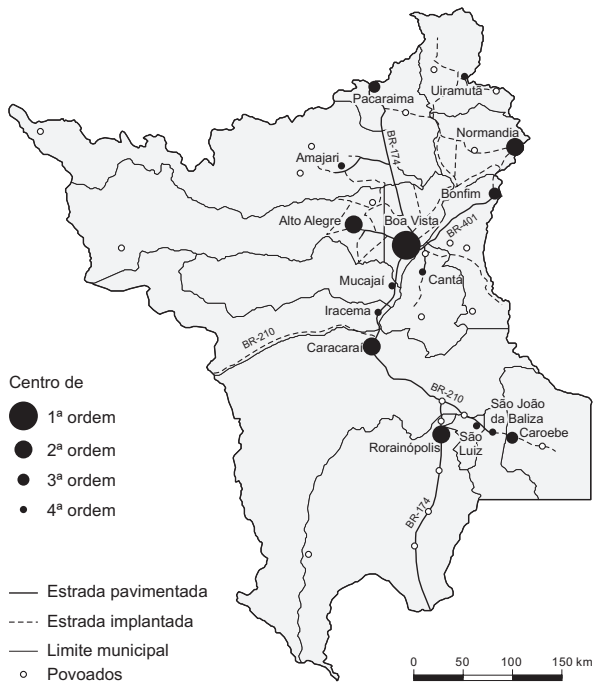 Uiramutã
Pacaraima
Normandia
BR-174
Amajari
Bonfim
Alto Alegre
Boa Vista
BR-401
Mucajaí
Cantá
Iracema
BR-210
Caracaraí
BR-210
São João
da Baliza
Caroebe
São
Luiz
Rorainópolis
BR-174
Centro de
1ª ordem
2ª ordem
3ª ordem
4ª ordem
Estrada pavimentada
Estrada implantada
Limite municipal
Povoados
0 50 100 150 km